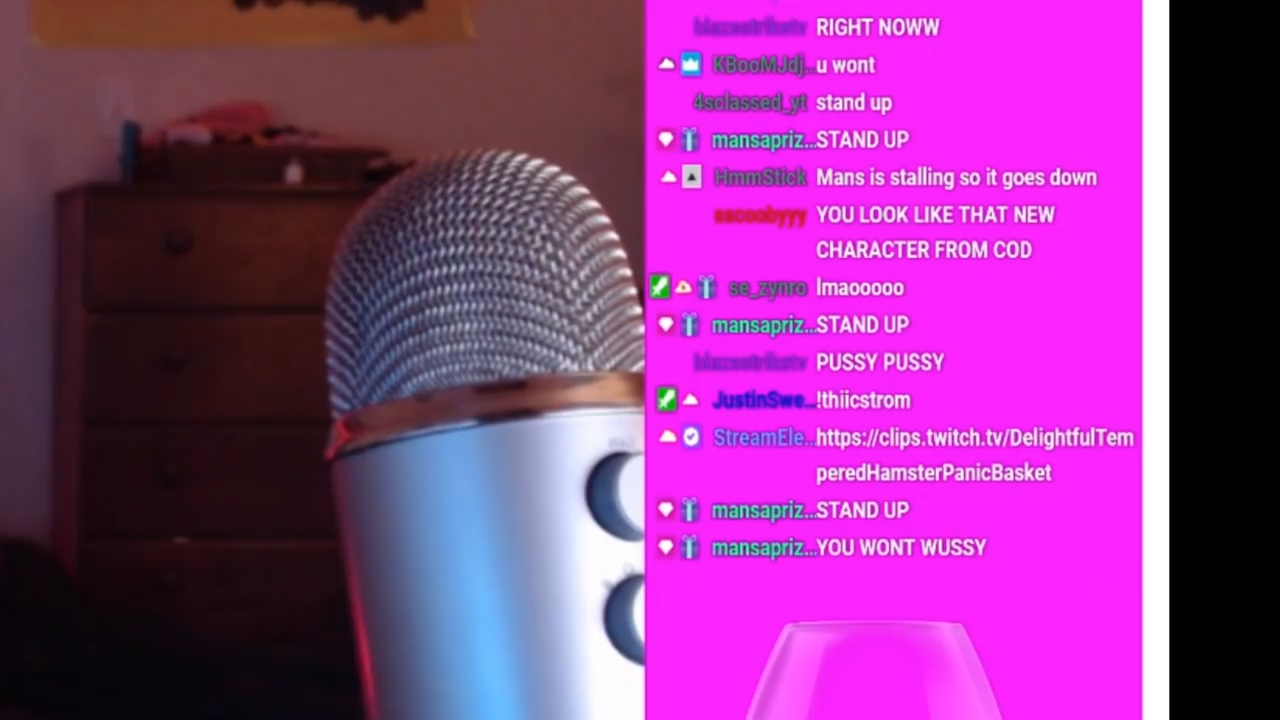 RIGHT NOWW
KBooMJdj... u wont
4sclassed_yt stand up
mansapriz... STAND UP
HmmStick Mans is stalling so it goes down
sscoobyyy YOU LOOK LIKE THAT NEW
CHARACTER FROM COD
se_zynro lmaooooo
mansapriz... STAND UP
PUSSY PUSSY
JustinSwe... !thiicstrom
StreamEle... https://clips.twitch.tv/DelightfulTem
peredHamsterPanicBasket
mansapriz... STAND UP
mansapriz... YOU WONT WUSSY